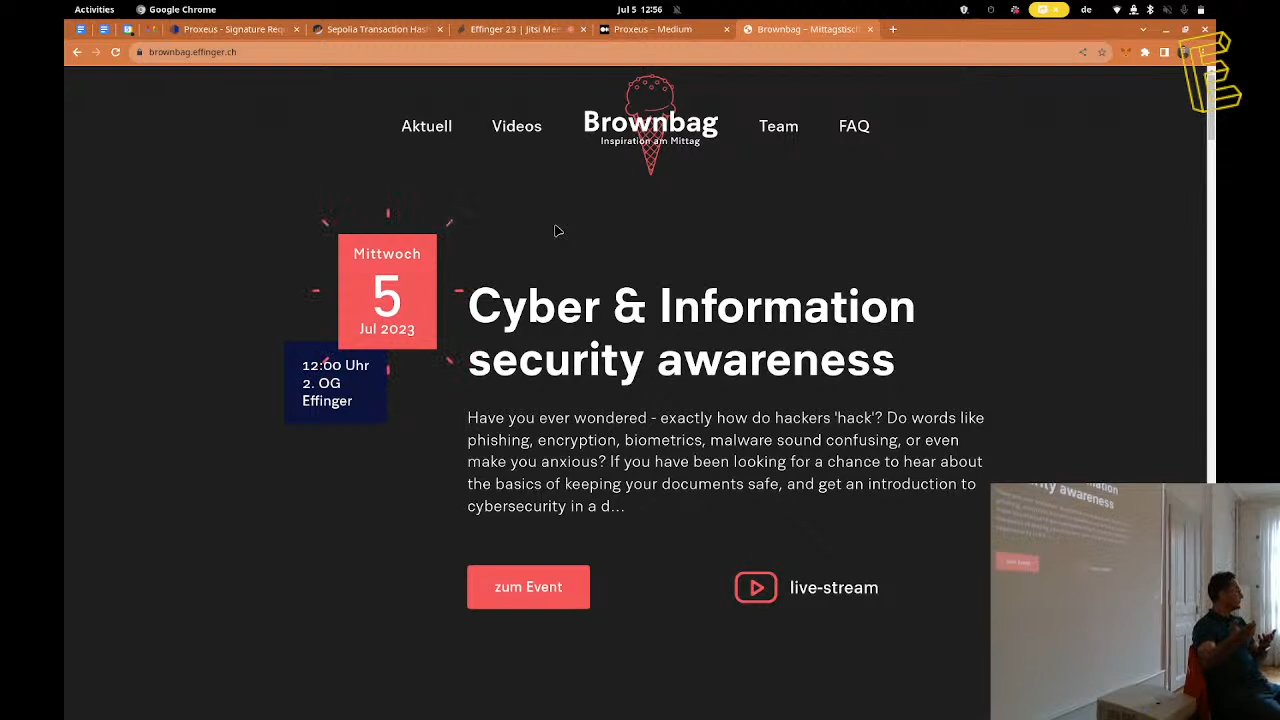 Activities
Google Chrome
Jul 5 12:56
de
Proxeus - Signature Req
Sepolia Transaction Hash
Effinger 23 | Jitsi Me
Proxeus – Medium
Brownbag – Mittagstisch
brownbag.effinger.ch
E
Aktuell
Videos
Brownbag
Inspiration am Mittag
Team
FAQ
Mittwoch
5
Jul 2023
12:00 Uhr
2. OG
Effinger
Cyber & Information
security awareness
Have you ever wondered - exactly how do hackers 'hack'? Do words like
phishing, encryption, biometrics, malware sound confusing, or even
make you anxious? If you have been looking for a chance to hear about
the basics of keeping your documents safe, and get an introduction to
cybersecurity in a d...
zum Event
live-stream
awareness